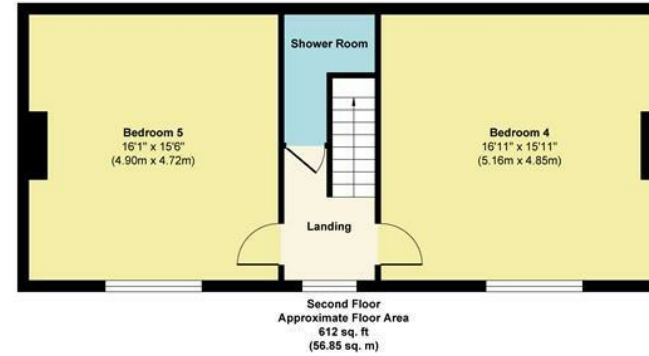 Shower Room
Bedroom 5
16'1" x 15'6"
(4.90m x 4.72m)
Bedroom 4
16'11" x 15'11"
(5.16m x 4.85m)
Landing
Second Floor
Approximate Floor Area
612 sq. ft
(56.85 sq. m)